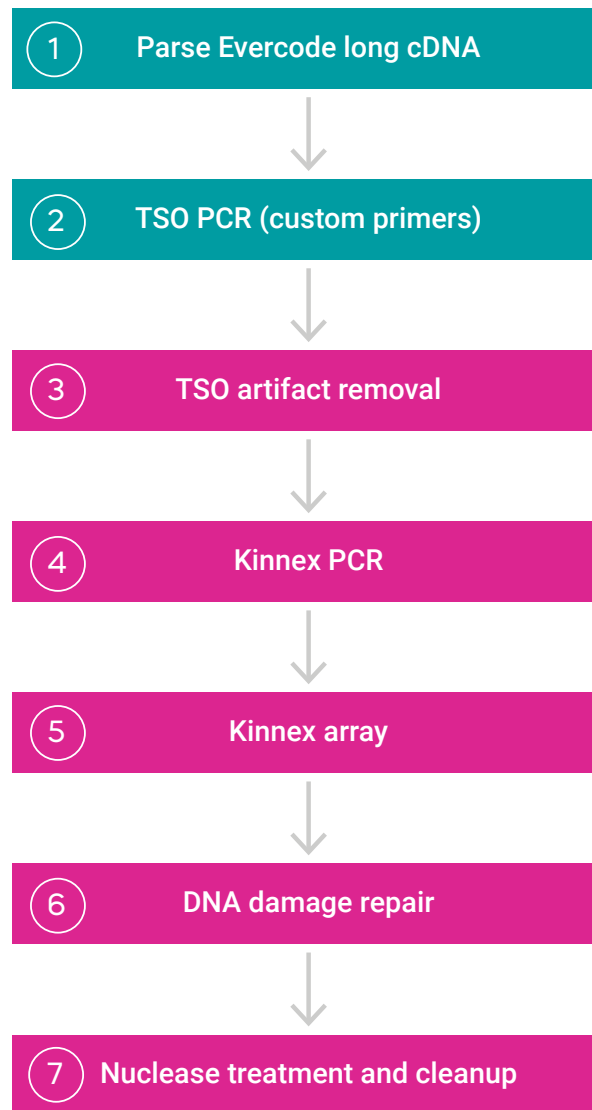 1 Parse Evercode long cDNA
2 TSO PCR (custom primers)
3 TSO artifact removal
4 Kinnex PCR
5 Kinnex array
6 DNA damage repair
7 Nuclease treatment and cleanup